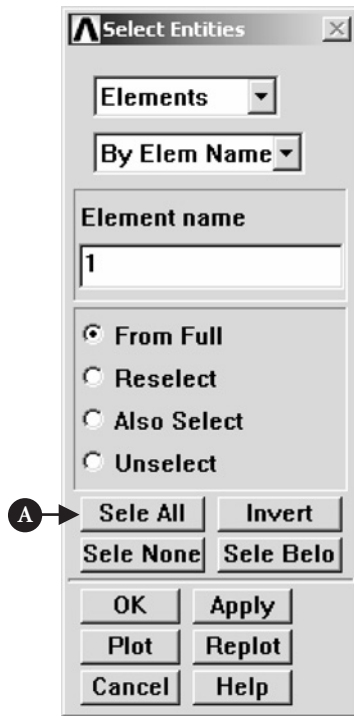 Select Entities
Elements
By Elem Name
Element name
1
From Full
Reselect
Also Select
Unselect
A Sele All Invert
Sele None Sele Belo
OK Apply
Plot Replot
Cancel Help